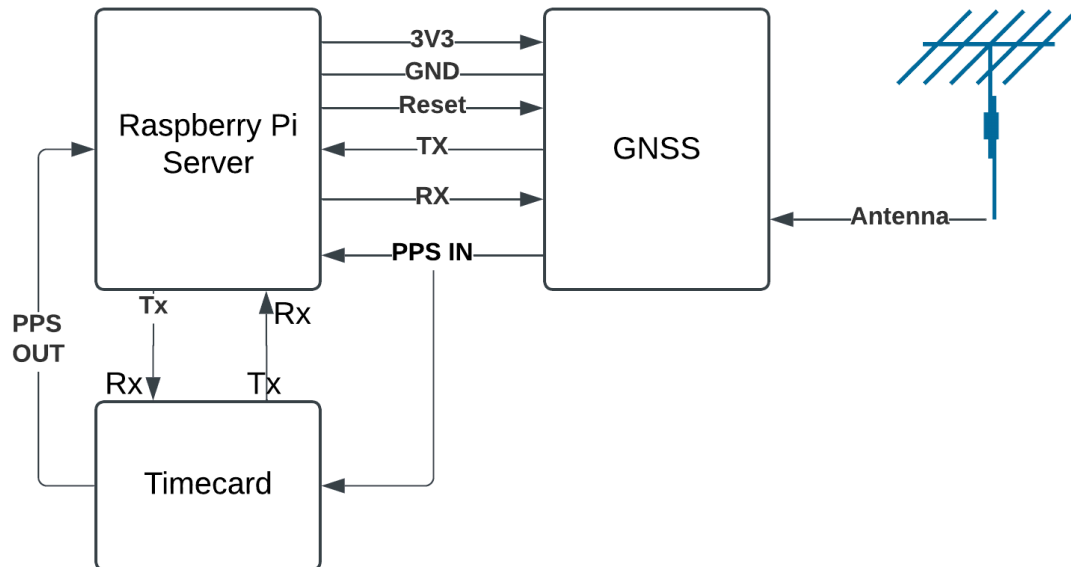 3V3
GND
Reset
Raspberry Pi
Server
GNSS
TX
RX
Antenna
PPS IN
Tx
Rx
PPS
OUT
Rx
Tx
Timecard